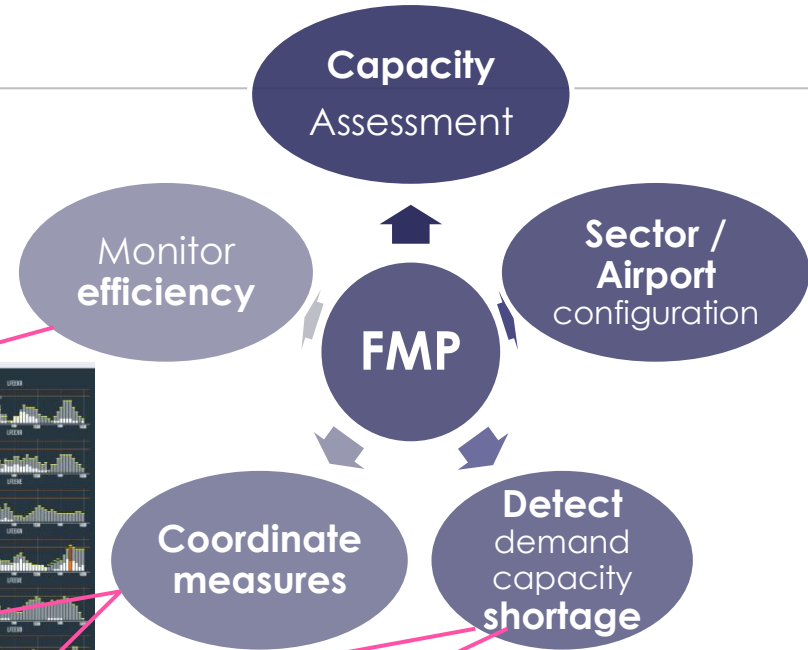 Capacity
Assessment
Monitor
efficiency
Sector /
Airport
configuration
FMP
Coordinate
measures
Detect
demand
capacity
shortage